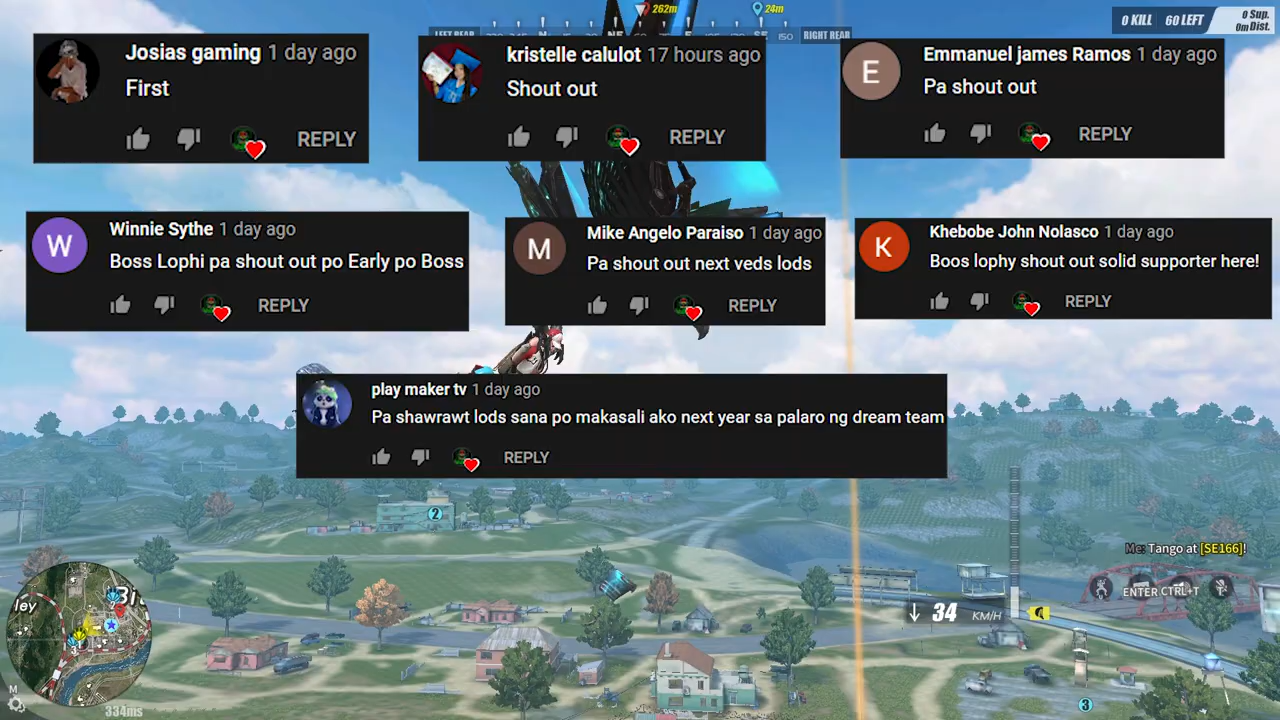 262m
24m
0 KILL 60 LEFT
0 Sup.
0m Dist.
LEFT REAR
RIGHT REAR
150
Josias gaming 1 day ago
First
REPLY
kristelle calulot 17 hours ago
Shout out
REPLY
Emmanuel james Ramos 1 day ago
E
Pa shout out
REPLY
Winnie Sythe 1 day ago
W
Boss Lophi pa shout out po Early po Boss
REPLY
Mike Angelo Paraiso 1 day ago
M
Pa shout out next veds lods
REPLY
Khebobe John Nolasco 1 day ago
K
Boos lophy shout out solid supporter here!
REPLY
play maker tv 1 day ago
Pa shawrawt lods sana po makasali ako next year sa palaro ng dream team
REPLY
2
Me: Tango at [SE166]!
ENTER CTRL+T
34 KM/H
ley
M
334ms
3